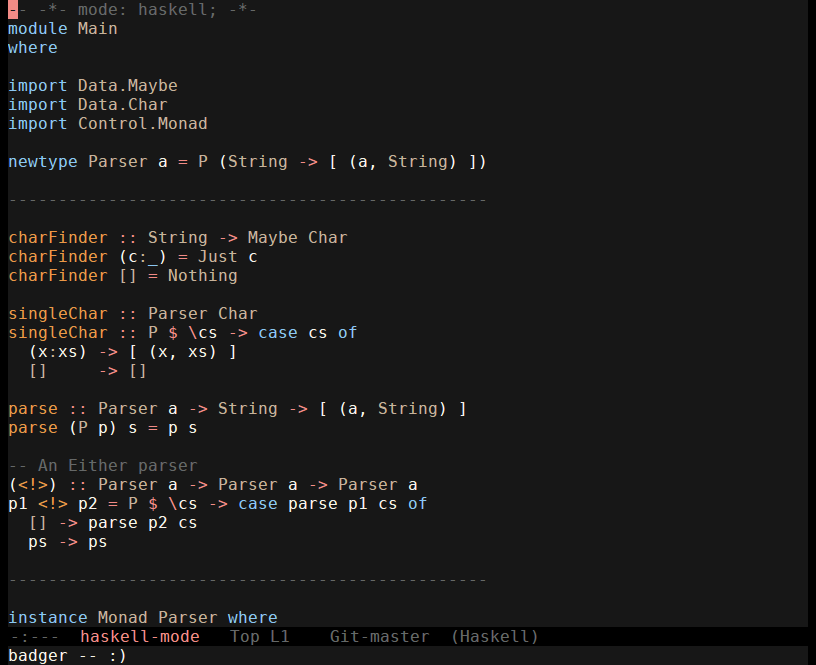 -- -*- mode: haskell; -*-
module Main
where
import Data.Maybe
import Data.Char
import Control.Monad
newtype Parser a = P (String -> [ (a, String) ])
------------------------------------------------
charFinder :: String -> Maybe Char
charFinder (c:_) = Just c
charFinder [] = Nothing
singleChar :: Parser Char
singleChar :: P $ \cs -> case cs of
  (x:xs) -> [ (x, xs) ]
  []     -> []
parse :: Parser a -> String -> [ (a, String) ]
parse (P p) s = p s
-- An Either parser
(<!>) :: Parser a -> Parser a -> Parser a
p1 <!> p2 = P $ \cs -> case parse p1 cs of
  [] -> parse p2 cs
  ps -> ps
------------------------------------------------
instance Monad Parser where
-:---  haskell-mode   Top L1    Git-master  (Haskell)
badger -- :)